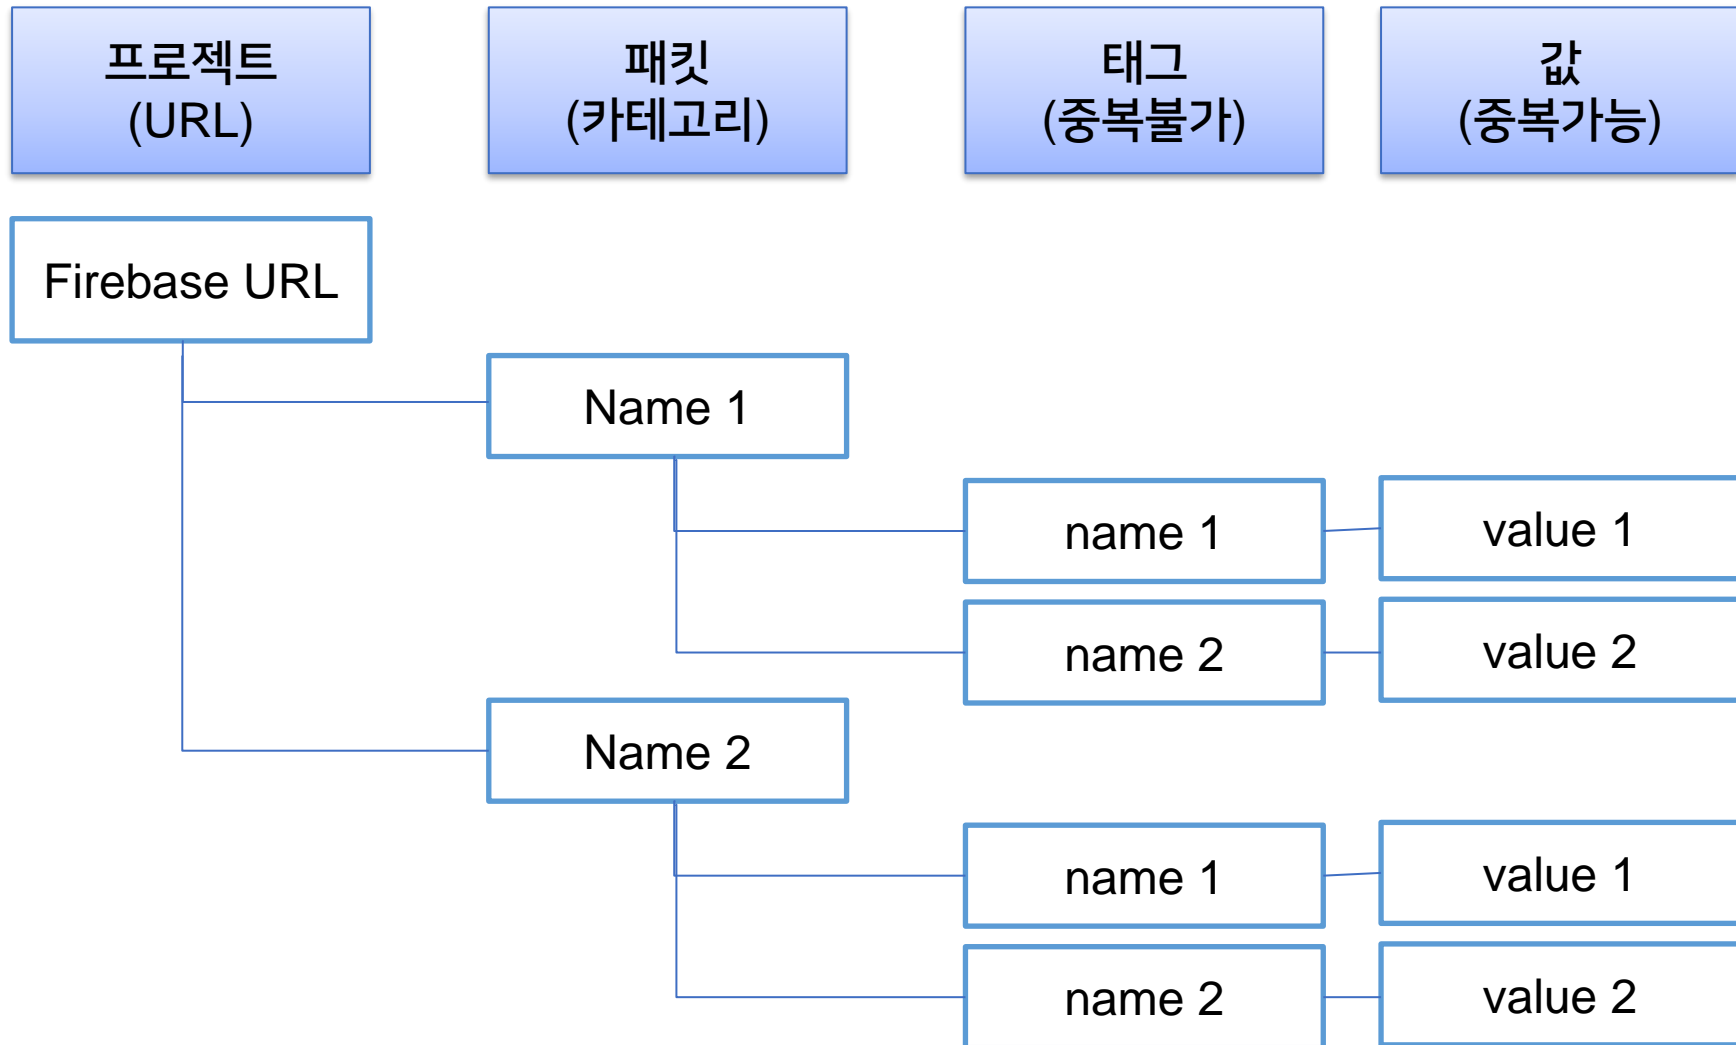 프로젝트
(URL)
패킷
(카테고리)
태그
(중복불가)
값
(중복가능)
Firebase URL
Name 1
name 1
value 1
name 2
value 2
Name 2
name 1
value 1
name 2
value 2